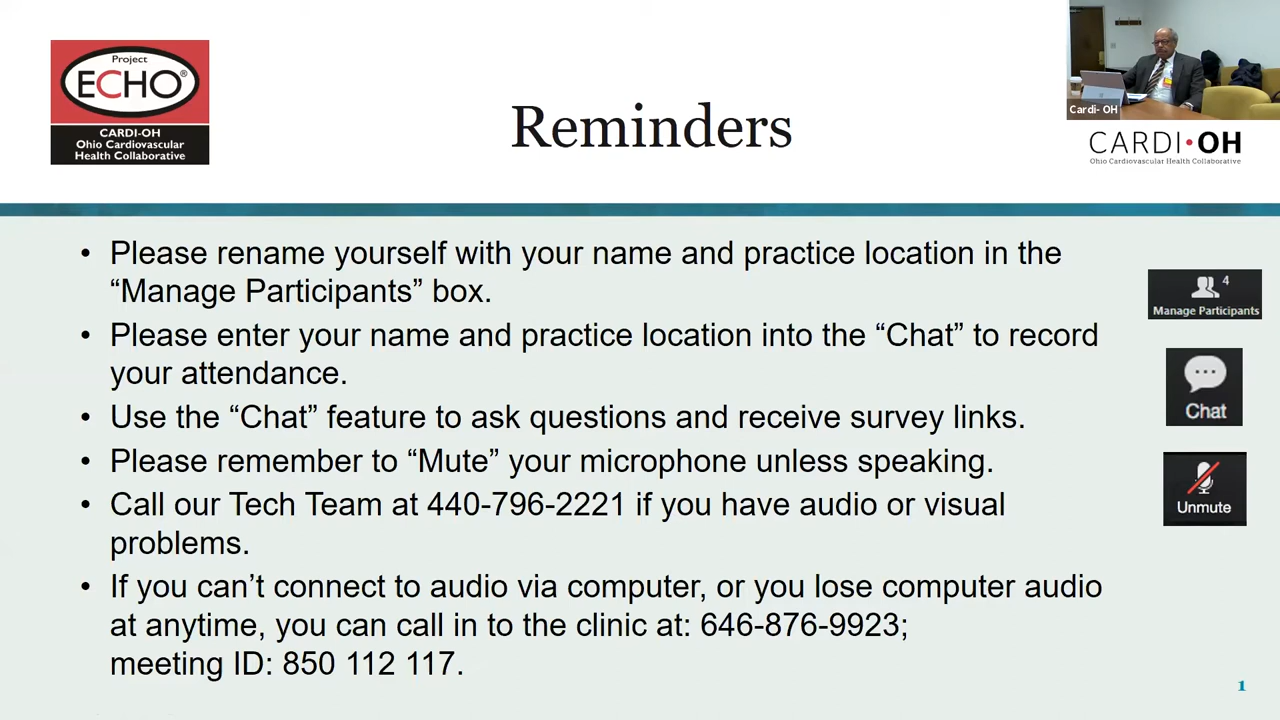 Project
ECHO®
CARDI-OH
Ohio Cardiovascular
Health Collaborative
Reminders
Cardi- OH
CARDI•OH
Ohio Cardiovascular Health Collaborative
• Please rename yourself with your name and practice location in the
“Manage Participants” box.
• Please enter your name and practice location into the “Chat” to record
your attendance.
• Use the “Chat” feature to ask questions and receive survey links.
• Please remember to “Mute” your microphone unless speaking.
• Call our Tech Team at 440-796-2221 if you have audio or visual
problems.
• If you can’t connect to audio via computer, or you lose computer audio
at anytime, you can call in to the clinic at: 646-876-9923;
meeting ID: 850 112 117.
4
Manage Participants
Chat
Unmute
1